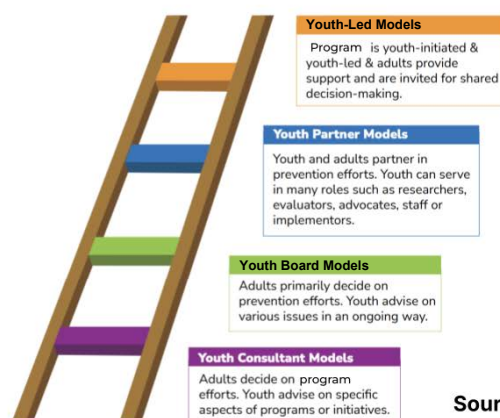 Youth-Led Models
Program is youth-initiated &
youth-led & adults provide
support and are invited for shared
decision-making.
Youth Partner Models
Youth and adults partner in
prevention efforts. Youth can serve
in many roles such as researchers,
evaluators, advocates, staff or
implementors.
Youth Board Models
Adults primarily decide on
prevention efforts. Youth advise on
various issues in an ongoing way.
Youth Consultant Models
Adults decide on program
efforts. Youth advise on specific
aspects of programs or initiatives.
Sour